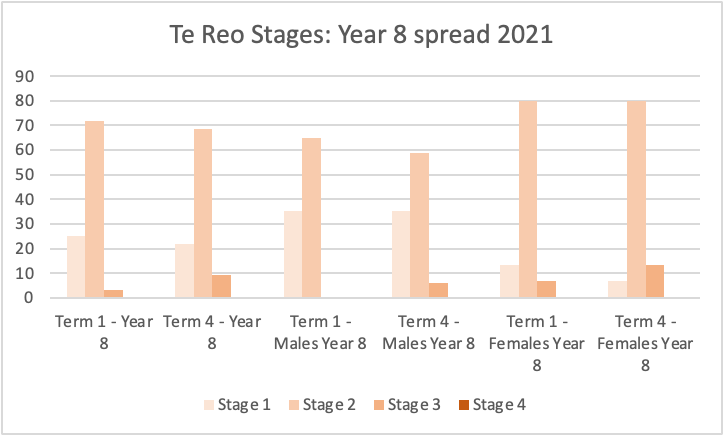 Te Reo Stages: Year 8 spread 2021
90
80
70
60
50
40
30
20
10
0
Term 1 - Year
8
Term 4 - Year
8
Term 1 -
Males Year 8
Term 4 -
Males Year 8
Term 1 -
Females Year
8
Term 4 -
Females Year
8
Stage 1
Stage 2
Stage 3
Stage 4